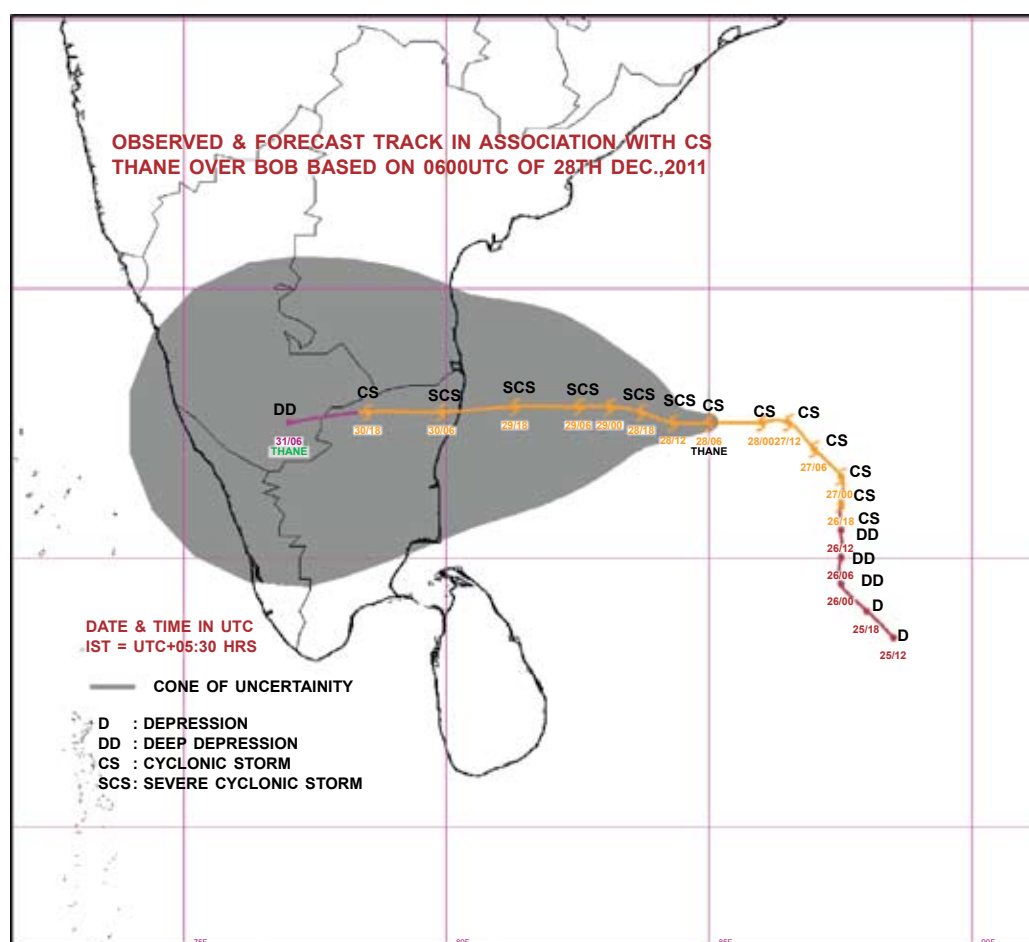 OBSERVED & FORECAST TRACK IN ASSOCIATION WITH CS
THANE OVER BOB BASED ON 0600UTC OF 28TH DEC.,2011
DD
CS
SCS
SCS
SCS
SCS
SCS
CS
CS
CS
31/06
THANE
30/18
30/06
29/18
29/06
29/00
28/18
28/12
28/06
THANE
28/00
27/12
CS
27/06
CS
27/00
CS
26/18
CS
DD
26/12
DD
26/06
DD
26/00
D
25/18
D
25/12
DATE & TIME IN UTC
IST = UTC+05:30 HRS
CONE OF UNCERTAINITY
D : DEPRESSION
DD : DEEP DEPRESSION
CS : CYCLONIC STORM
SCS : SEVERE CYCLONIC STORM